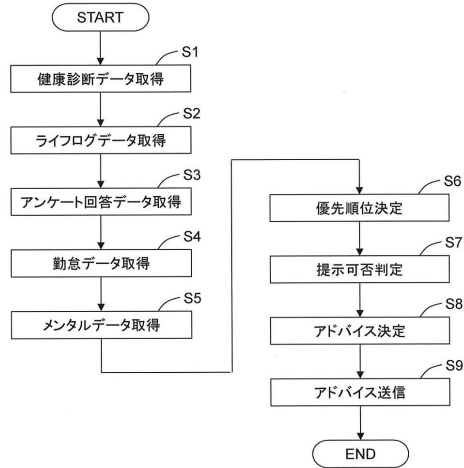 START
S1
健康診断データ取得
S2
ライフログデータ取得
S3
アンケート回答データ取得
S4
勤怠データ取得
S5
メンタルデータ取得
S6
優先順位決定
S7
提示可否判定
S8
アドバイス決定
S9
アドバイス送信
END